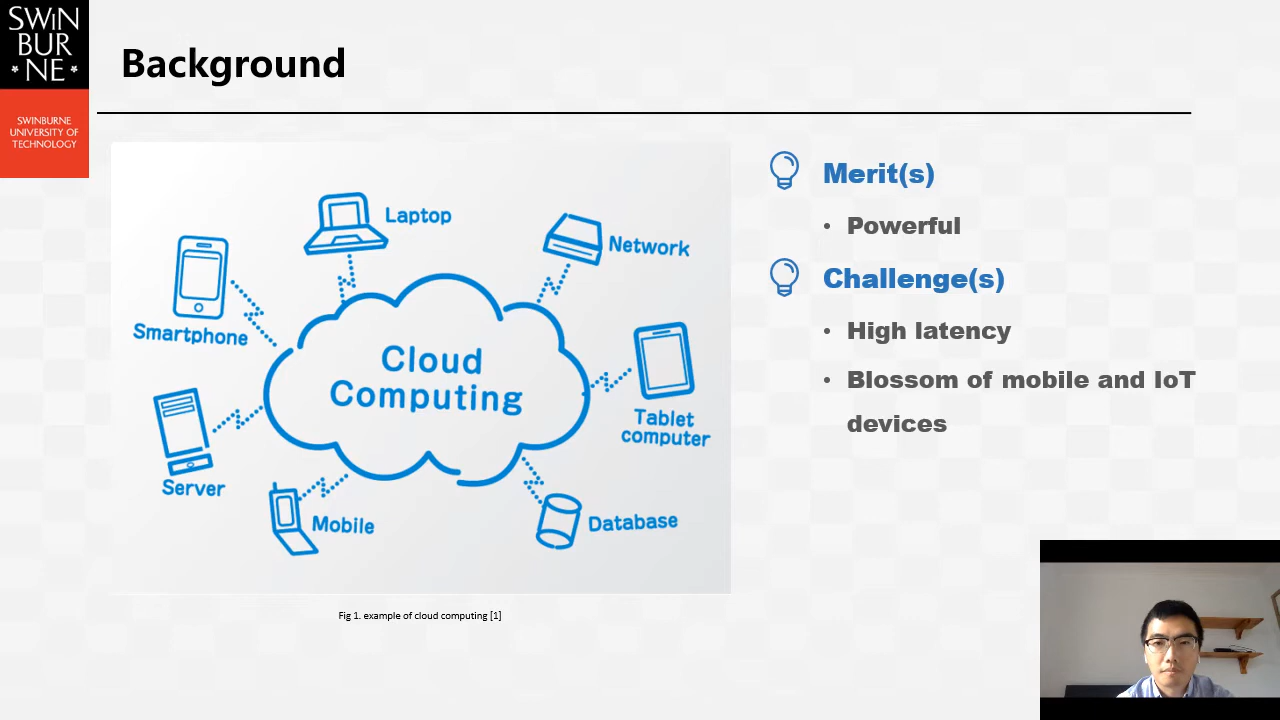 SWIN
BUR
NE
SWINBURNE
UNIVERSITY OF
TECHNOLOGY
Background
Laptop
Network
Smartphone
Cloud
Computing
Tablet
computer
Server
Mobile
Database
Fig 1. example of cloud computing [1]
Merit(s)
• Powerful
Challenge(s)
• High latency
• Blossom of mobile and IoT
devices